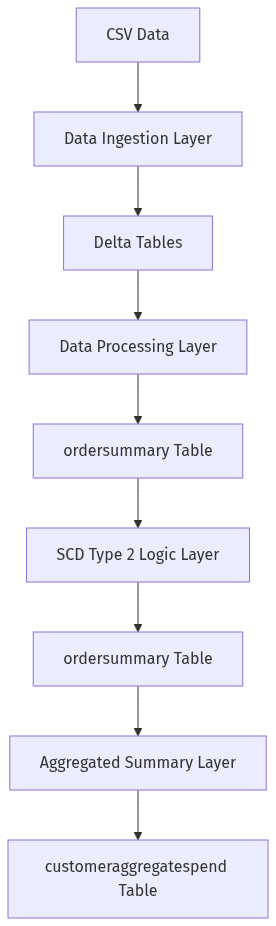 CSV Data
Data Ingestion Layer
Delta Tables
Data Processing Layer
ordersummary Table
SCD Type 2 Logic Layer
ordersummary Table
Aggregated Summary Layer
customeraggregatespend
Table